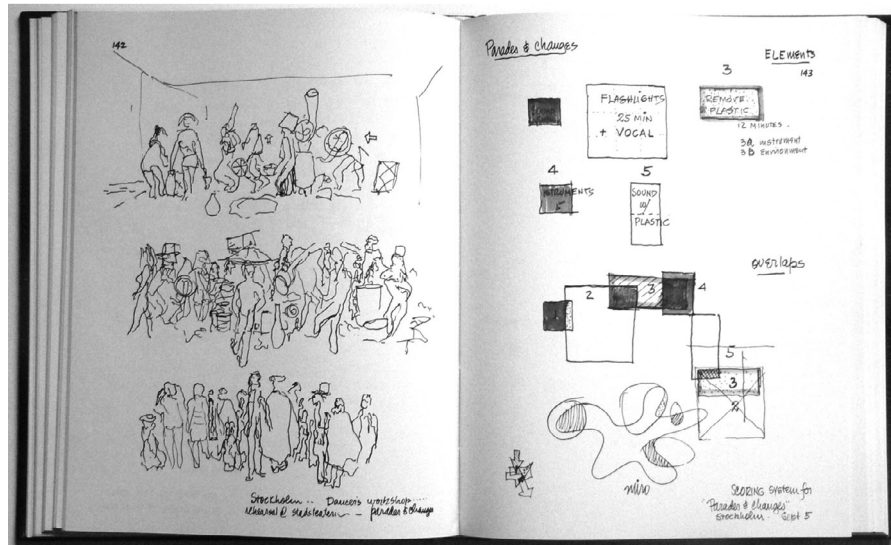 142
Stockholm .. Dancer's workshop ....
rehearsal @ Stadsteatern — parades & changes
Parades & Changes
Elements
143
3
FLASHLIGHTS
25 MIN
+ VOCAL
REMOVE
PLASTIC
12 MINUTES.
3a instrument
3B Environment
4
5
SOUND
w/
PLASTIC
overlaps
2
3
4
5
3
2
miro
SCORING system for
"Parades & Changes"
Stockholm - Sept 5